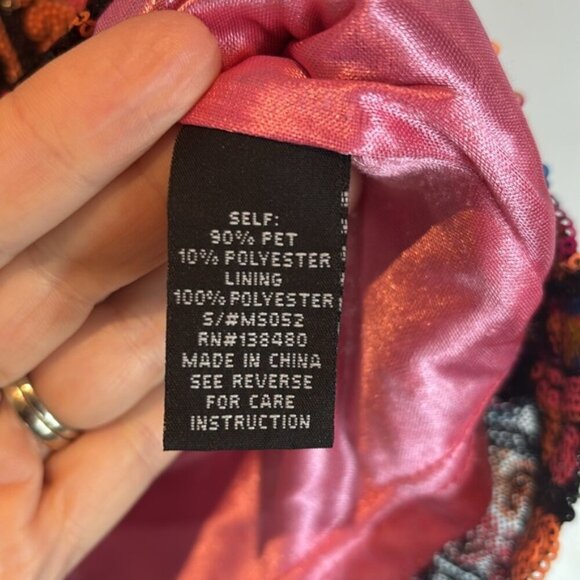 SELF:
90% PET
10% POLYESTER
LINING
100% POLYESTER
S/#MS052
RN#138480
MADE IN CHINA
SEE REVERSE
FOR CARE
INSTRUCTION